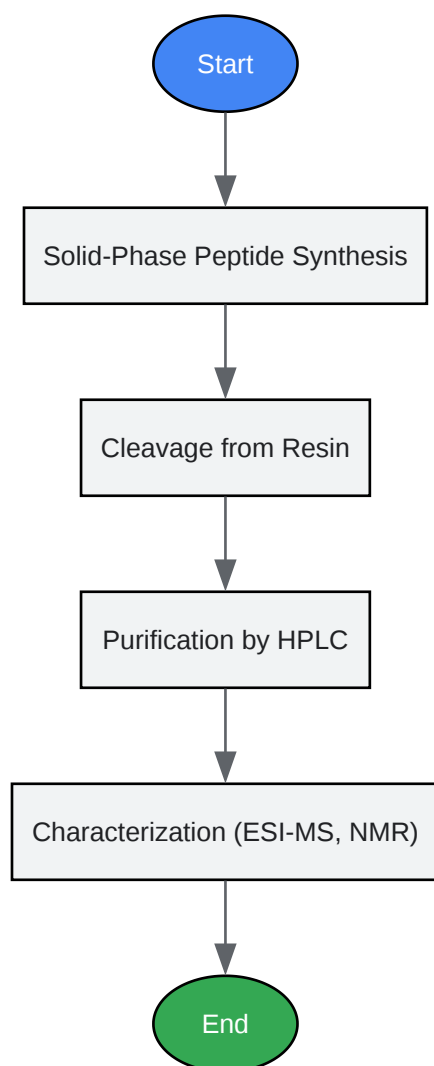 Start
Solid-Phase Peptide Synthesis
Cleavage from Resin
Purification by HPLC
Characterization (ESI-MS, NMR)
End